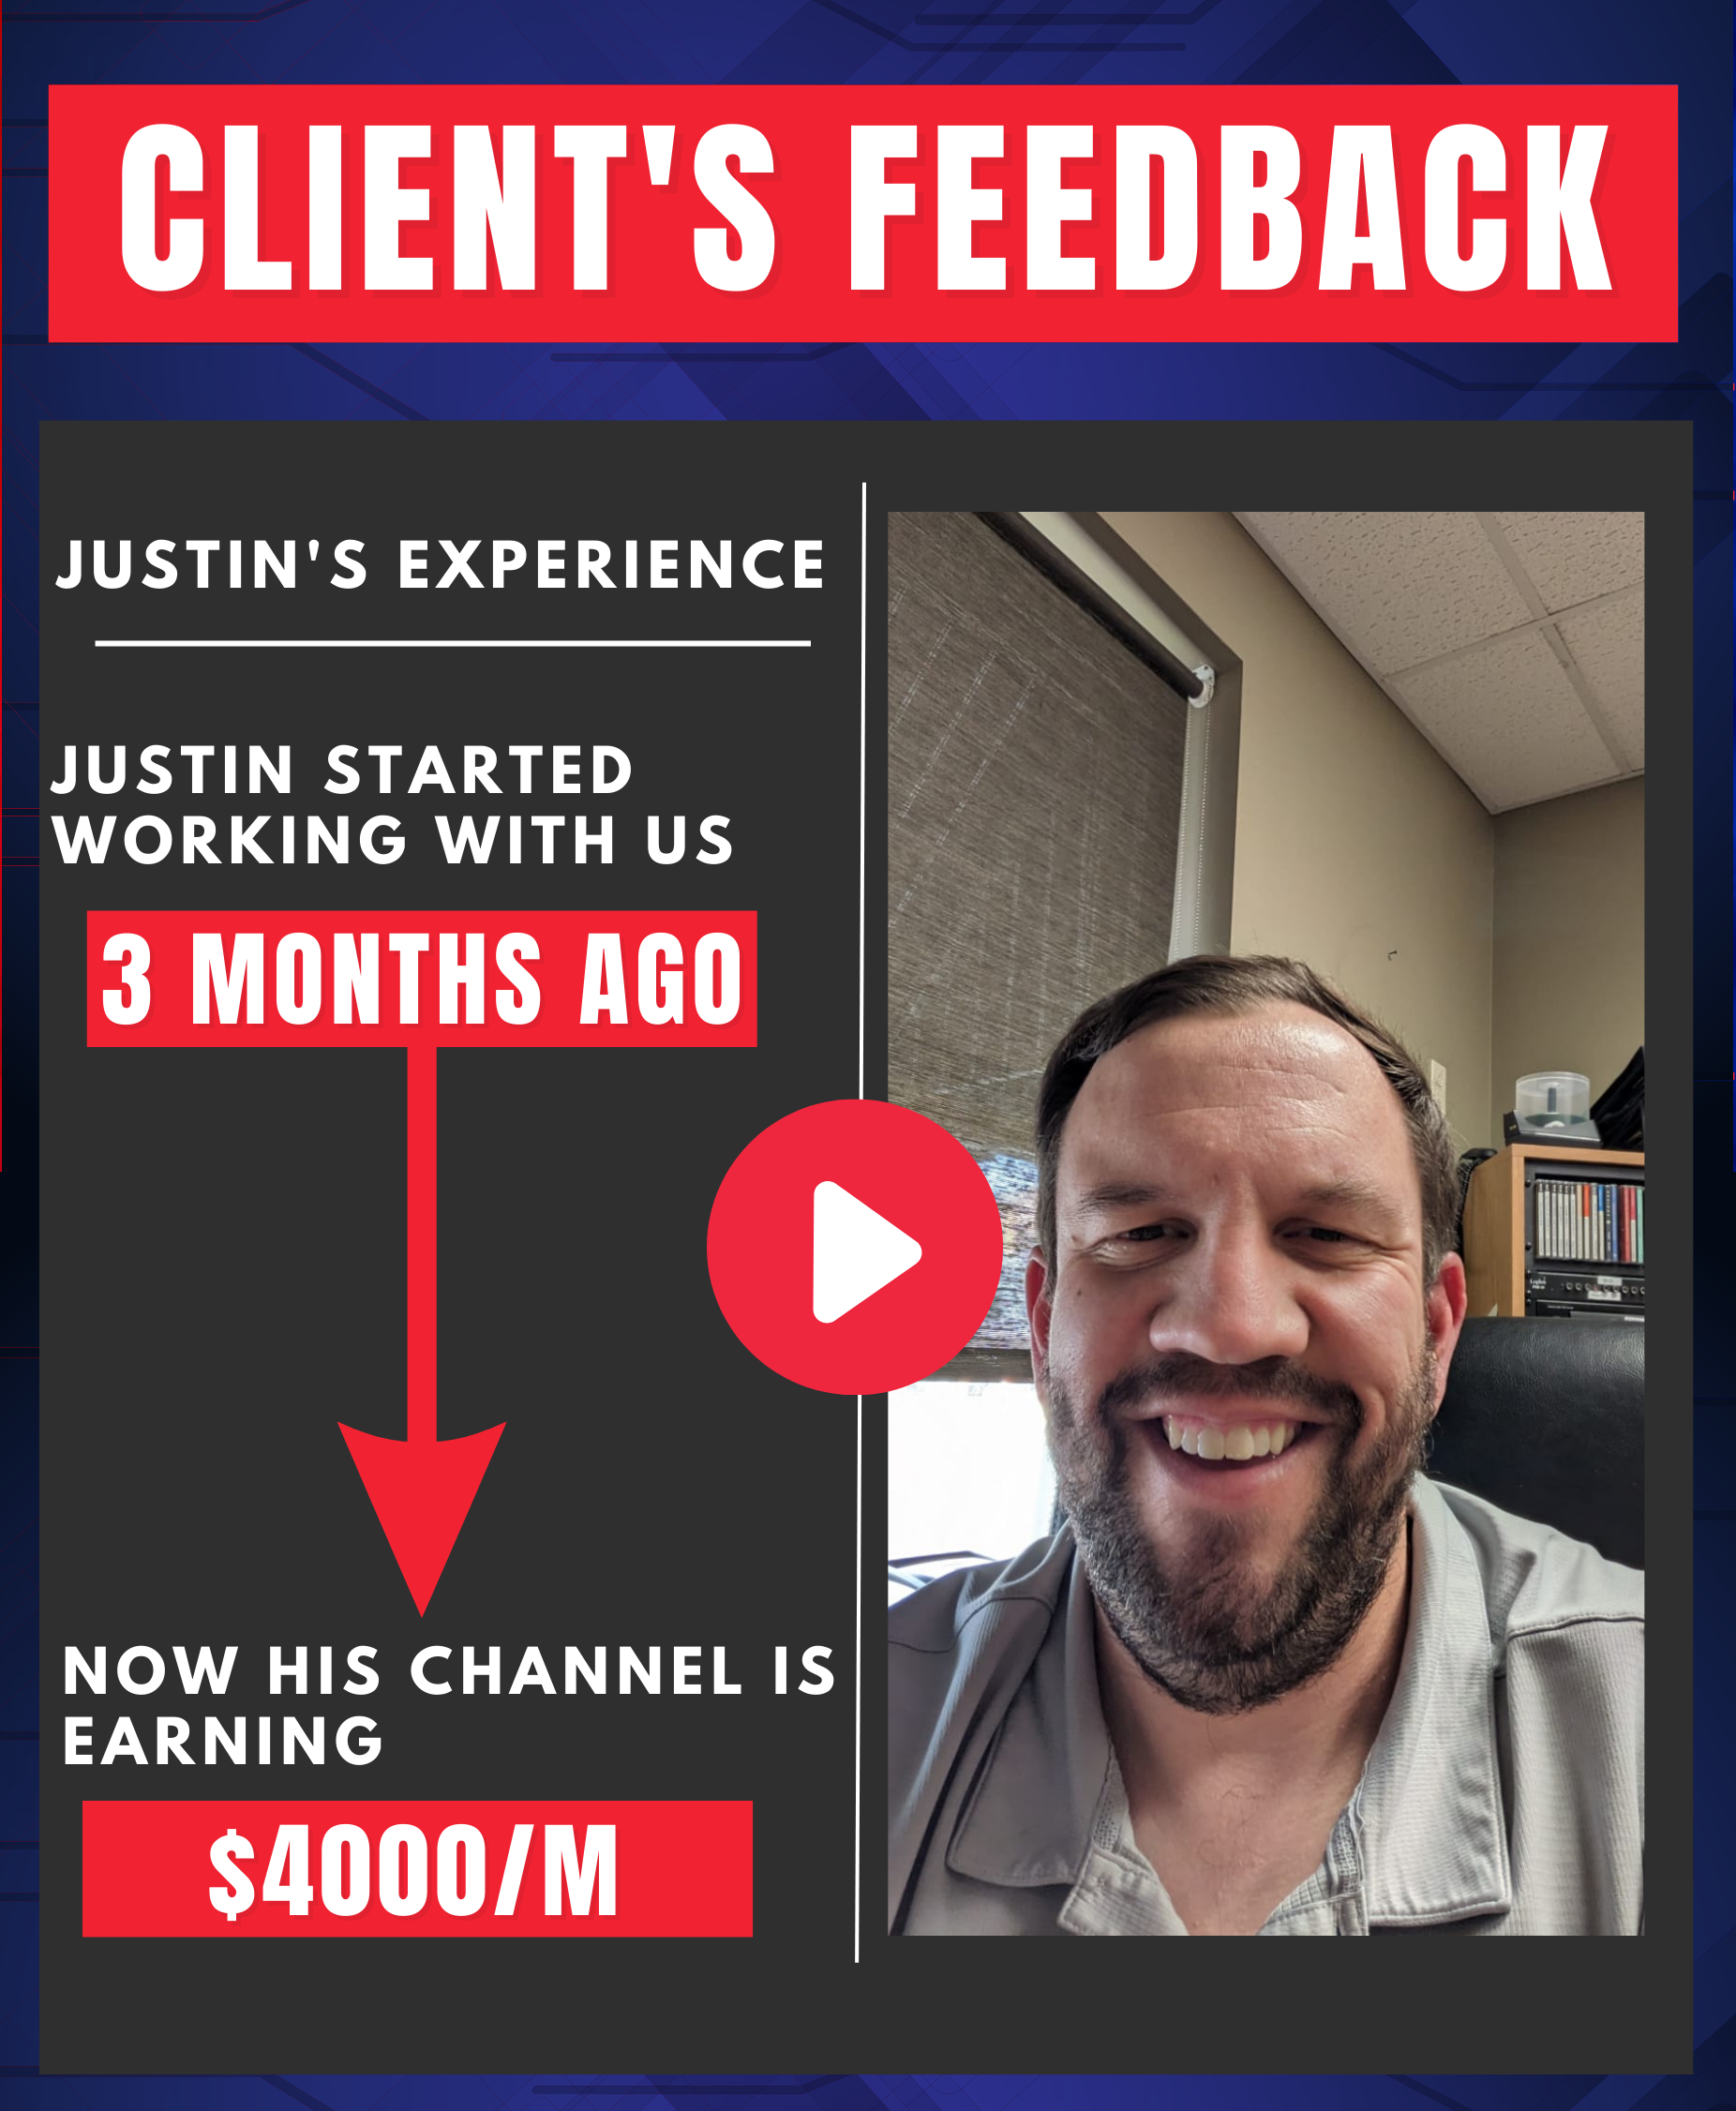 CLIENT'S FEEDBACK
JUSTIN'S EXPERIENCE
JUSTIN STARTED
WORKING WITH US
3 MONTHS AGO
NOW HIS CHANNEL IS
EARNING
$4000/M